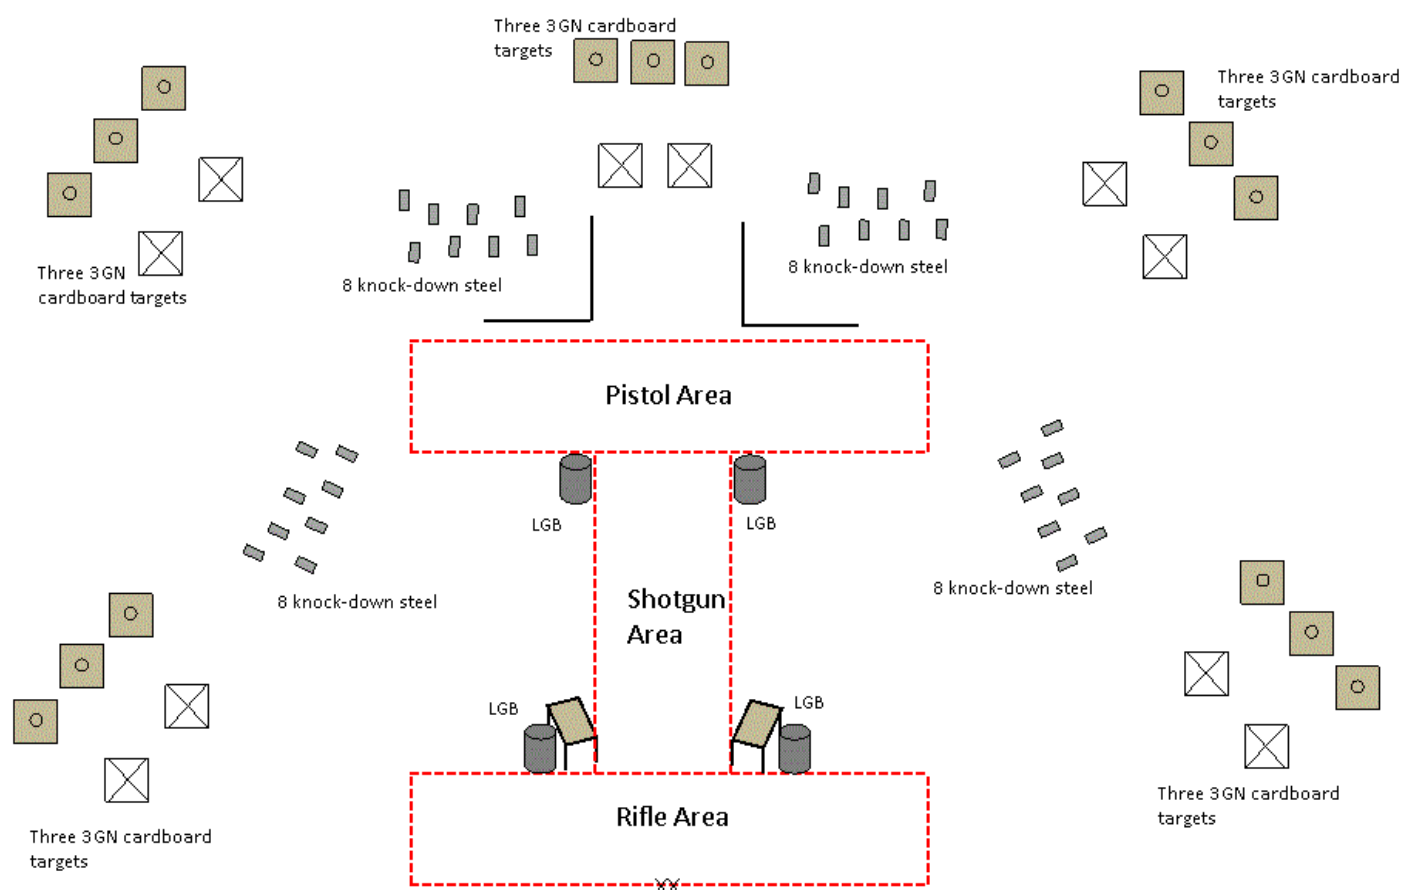 Three 3GN cardboard
targets
Three 3GN cardboard
targets
Three 3GN
cardboard targets
8 knock-down steel
8 knock-down steel
Pistol Area
LGB
LGB
8 knock-down steel
8 knock-down steel
Shotgun
Area
LGB
LGB
Three 3GN cardboard
targets
Rifle Area
Three 3GN cardboard
targets
XX